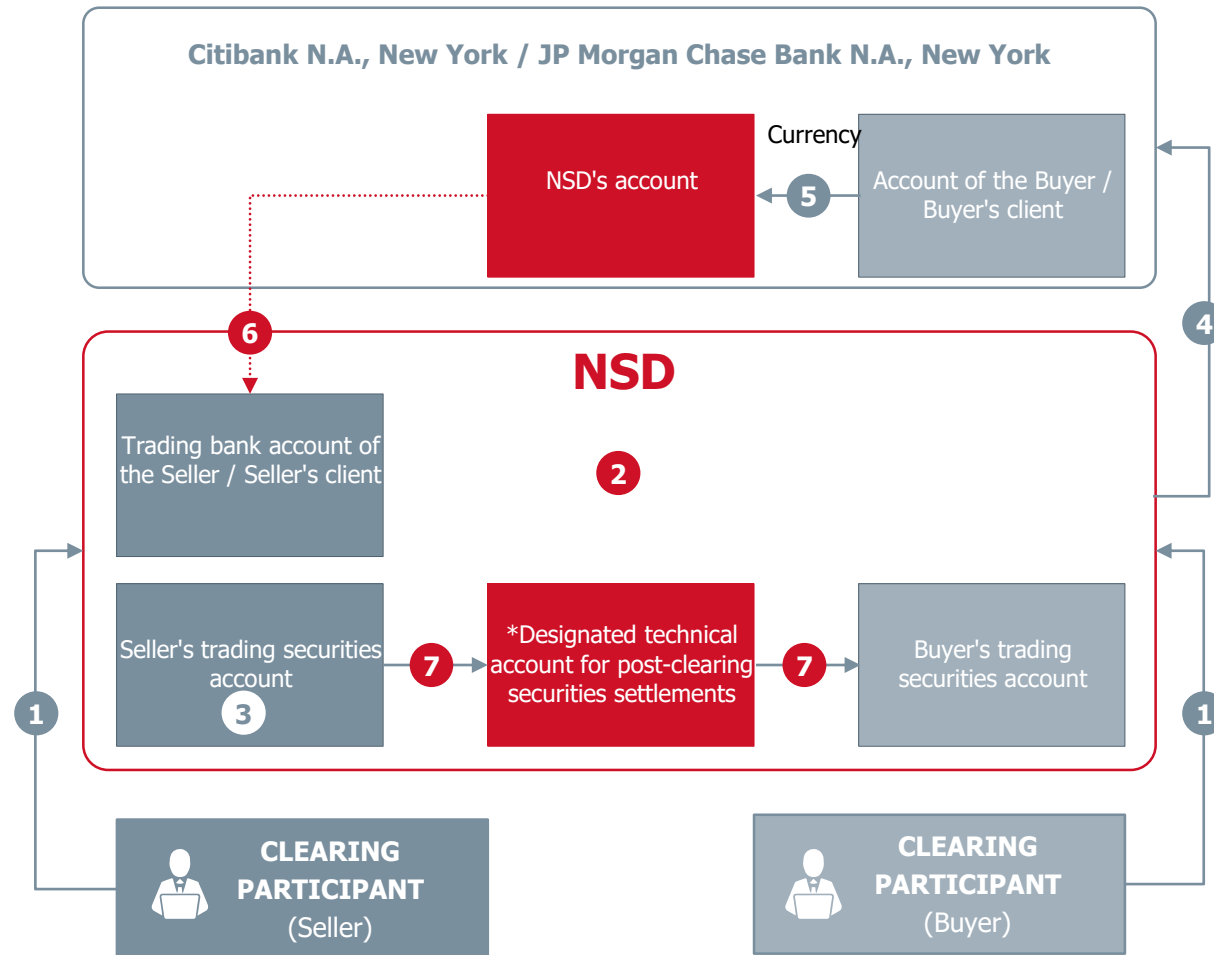 Citibank N.A., New York / JP Morgan Chase Bank N.A., New York
Currency
NSD's account
5
Account of the Buyer /
Buyer's client
4
6
NSD
Trading bank account of
the Seller / Seller's client
2
Seller's trading securities
account
3
7
*Designated technical
account for post-clearing
securities settlements
7
Buyer's trading
securities account
1
1
CLEARING
PARTICIPANT
(Seller)
CLEARING
PARTICIPANT
(Buyer)